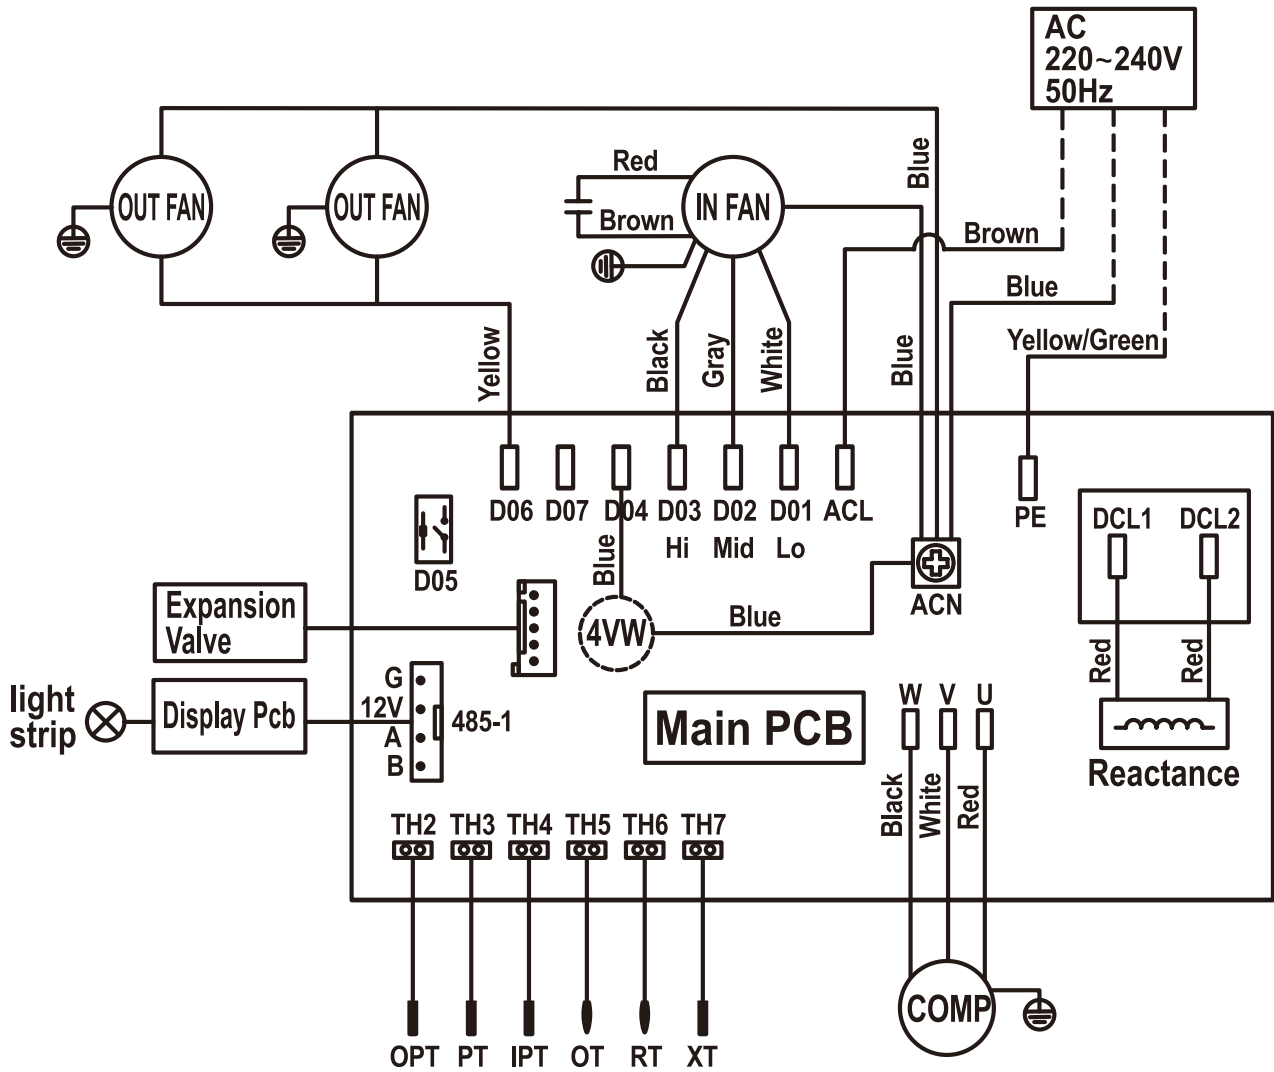 AC
220~240V
50Hz
Red
Blue
OUT FAN
OUT FAN
IN FAN
Brown
Brown
Blue
Yellow/Green
Yellow
Black
Gray
White
Blue
D06
D07
D04
D03
D02
D01
ACL
PE
DCL1
DCL2
Hi
Mid
Lo
D05
Blue
ACN
Expansion
Valve
4VW
Blue
Red
Red
light
strip
Display Pcb
G
12V
A
B
485-1
Main PCB
W
V
U
Reactance
Black
White
Red
TH2
TH3
TH4
TH5
TH6
TH7
COMP
OPT
PT
IPT
OT
RT
XT